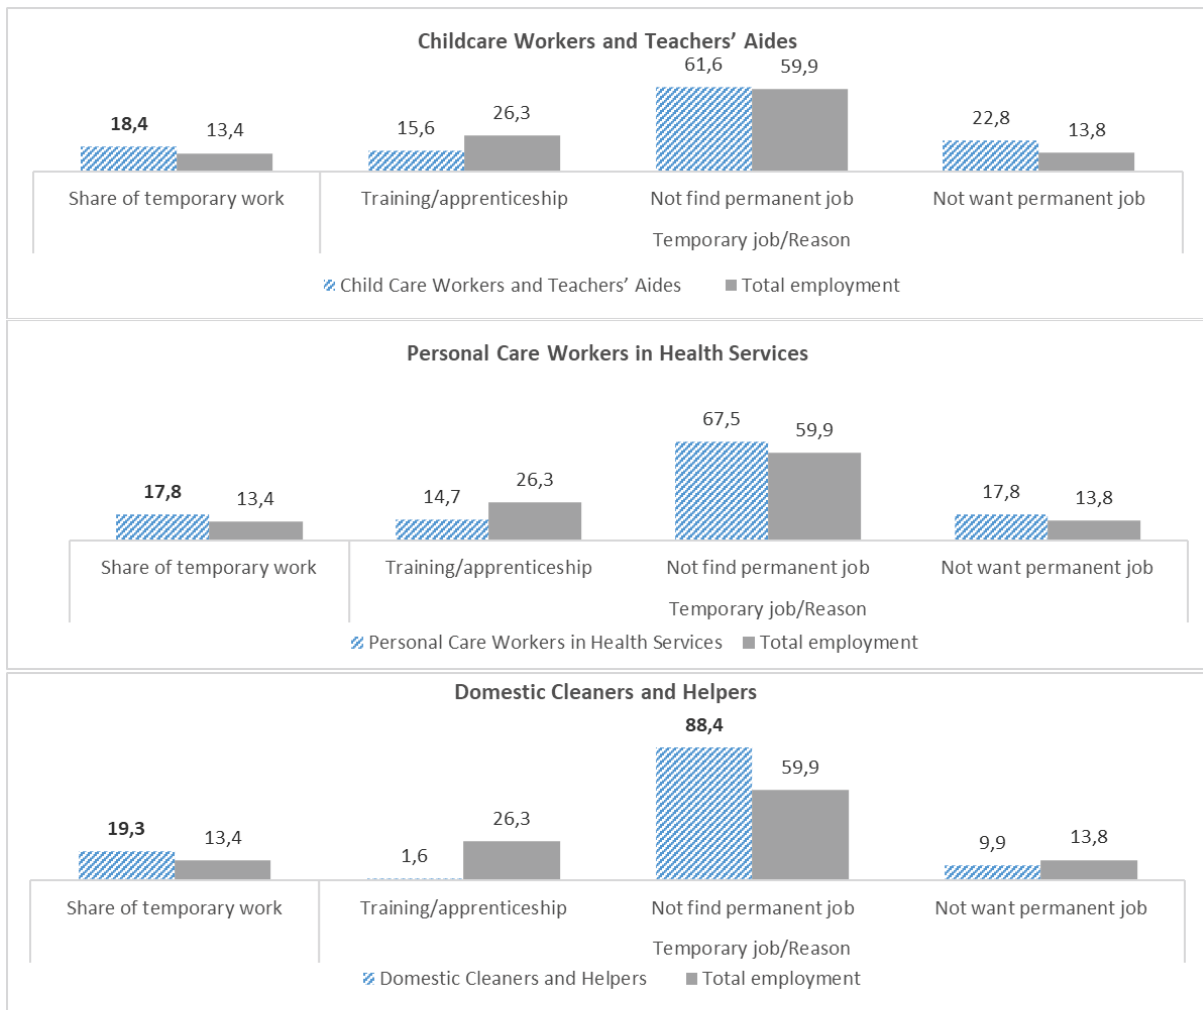 Childcare Workers and Teachers’ Aides
61,6 59,9
26,3
22,8
18,4 15,6
13,4 13,8
Share of temporary work Training/apprenticeship Not find permanent job Not want permanent job
Temporary job/Reason
Child Care Workers and Teachers’ Aides Total employment
Personal Care Workers in Health Services
67,5
59,9
26,3
17,8 13,4 14,7 17,8 13,8
Share of temporary work Training/apprenticeship Not find permanent job Not want permanent job
Temporary job/Reason
Personal Care Workers in Health Services Total employment
Domestic Cleaners and Helpers
88,4
59,9
26,3
19,3 13,4 1,6 9,9 13,8
Share of temporary work Training/apprenticeship Not find permanent job Not want permanent job
Temporary job/Reason
Domestic Cleaners and Helpers Total employment